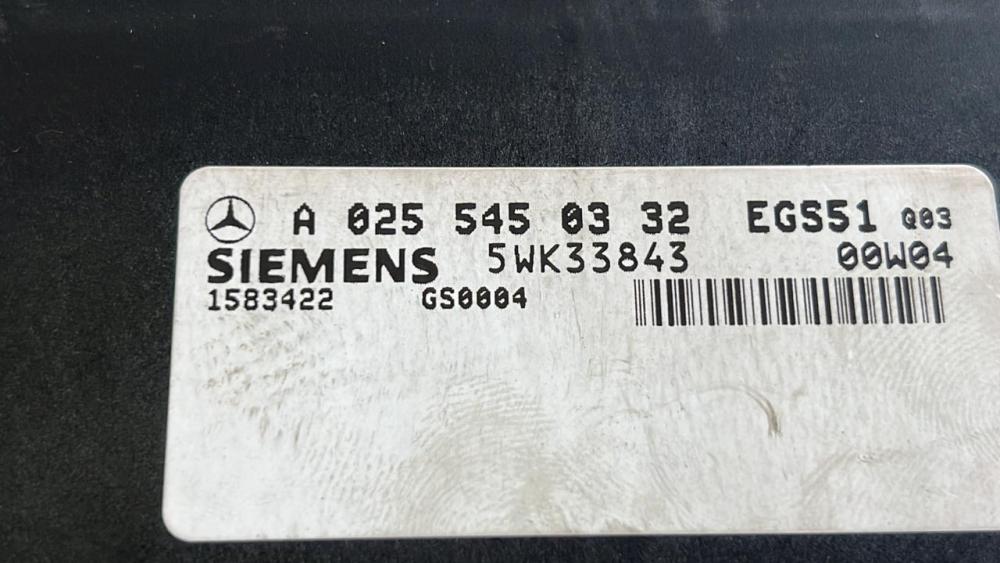 A 025 545 03 32 EGS51 Q03
SIEMENS 5WK33843 00W04
1583422 GS0004